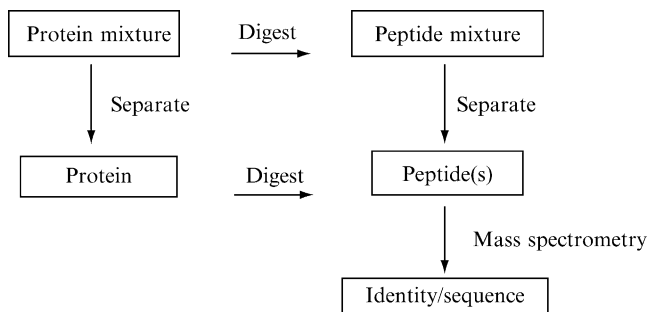 Protein mixture
Digest
Peptide mixture
Separate
Separate
Protein
Digest
Peptide(s)
Mass spectrometry
Identity/sequence